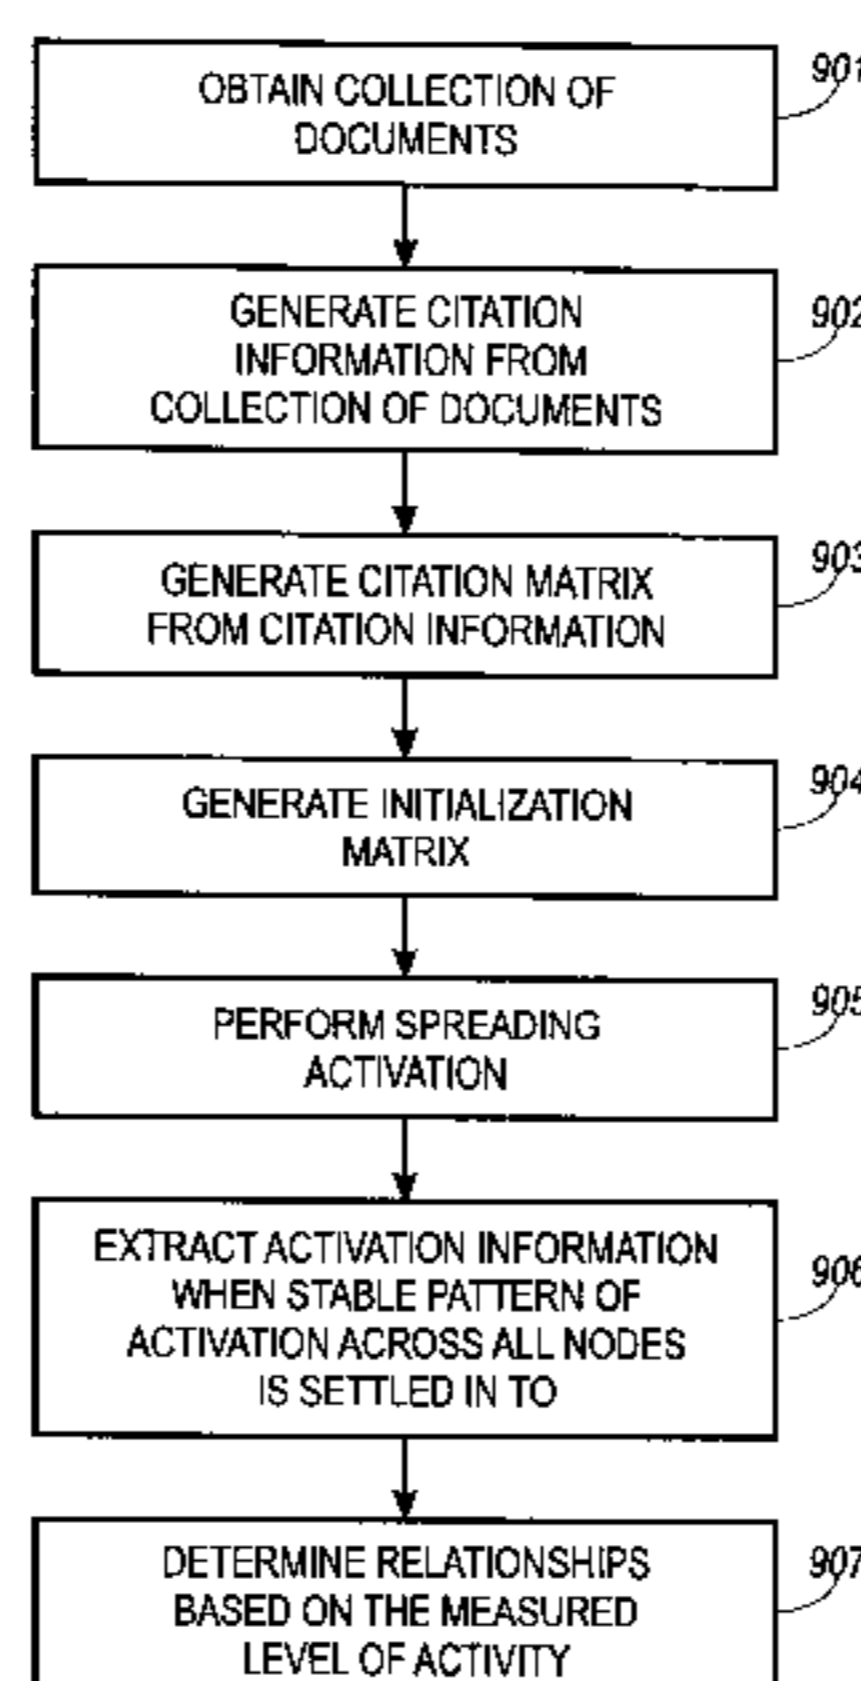 OBTAIN COLLECTION OF
DOCUMENTS
901
GENERATE CITATION
INFORMATION FROM
COLLECTION OF DOCUMENTS
902
GENERATE CITATION MATRIX
FROM CITATION INFORMATION
903
GENERATE INITIALIZATION
MATRIX
904
PERFORM SPREADING
ACTIVATION
905
EXTRACT ACTIVATION INFORMATION
WHEN STABLE PATTERN OF
ACTIVATION ACROSS ALL NODES
IS SETTLED IN TO
906
DETERMINE RELATIONSHIPS
BASED ON THE MEASURED
LEVEL OF ACTIVITY
907